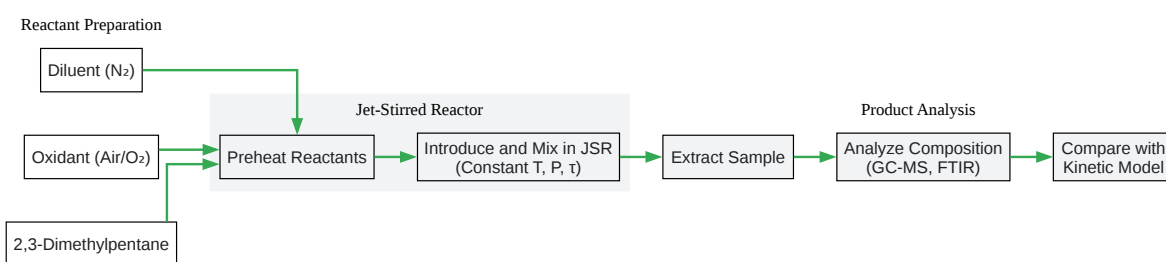 Reactant Preparation
Diluent (N₂)
Jet-Stirred Reactor
Product Analysis
Oxidant (Air/O₂)
Preheat Reactants
Introduce and Mix in JSR
(Constant T, P, τ)
Extract Sample
Analyze Composition
(GC-MS, FTIR)
Compare with
Kinetic Model
2,3-Dimethylpentane